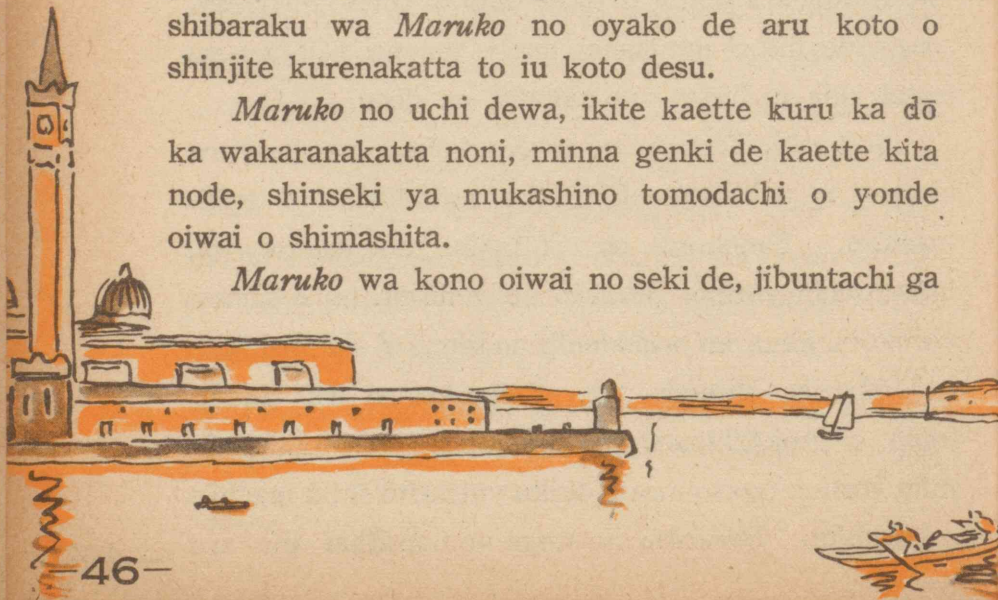 shibaraku wa Maruko no oyako de aru koto o
shinjite kurenakatta to iu koto desu.
Maruko no uchi dewa, ikite kaette kuru ka dō
ka wakaranakatta noni, minna genki de kaette kita
node, shinseki ya mukashino tomodachi o yonde
oiwai o shimashita.
Maruko wa kono oiwai no seki de, jibuntachi ga
—46—